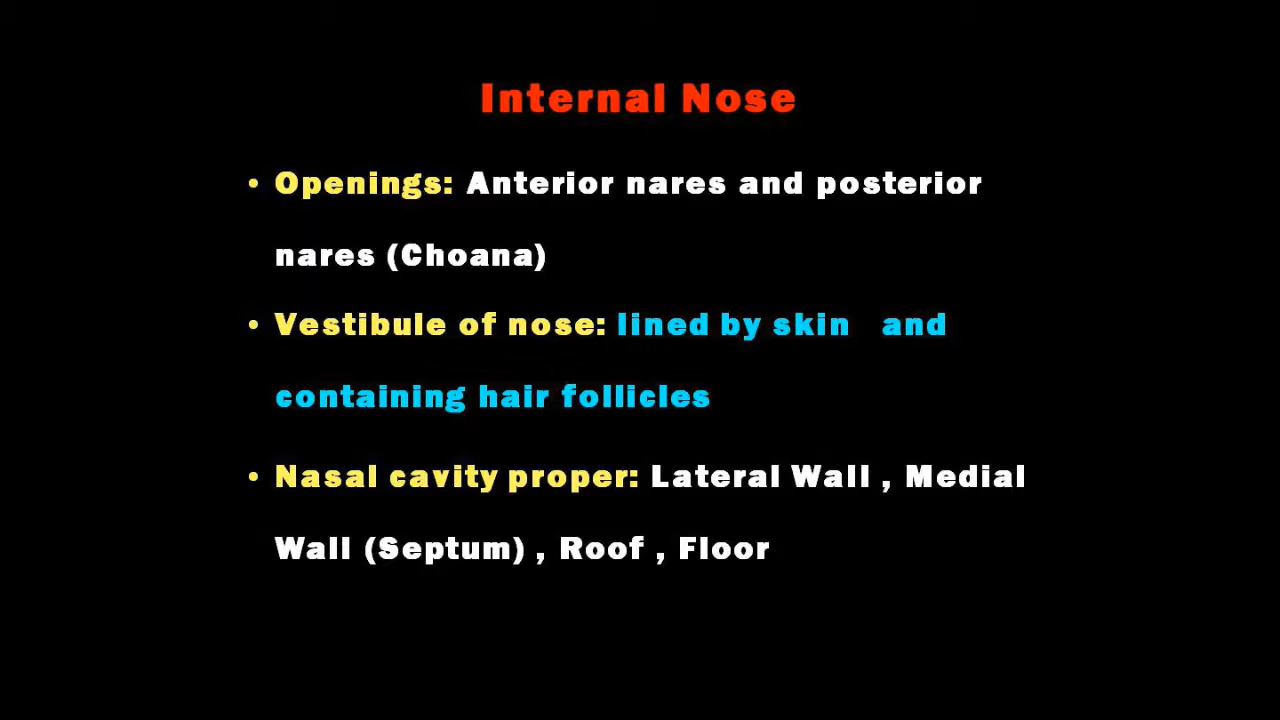 Internal Nose
• Openings: Anterior nares and posterior
nares (Choana)
• Vestibule of nose: lined by skin and
containing hair follicles
• Nasal cavity proper: Lateral Wall , Medial
Wall (Septum) , Roof , Floor